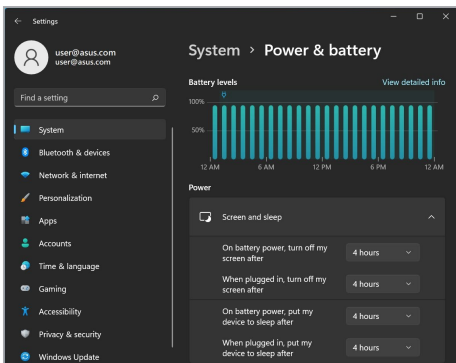 Settings
user@asus.com
user@asus.com
Find a setting
System
Bluetooth & devices
Network & internet
Personalization
Apps
Accounts
Time & language
Gaming
Accessibility
Privacy & security
Windows Update
System > Power & battery
Battery levels
View detailed info
100%
50%
12 AM
6 AM
12 PM
6 PM
12 AM
Power
Screen and sleep
On battery power, turn off my
screen after
4 hours
When plugged in, turn off my
screen after
4 hours
On battery power, put my
device to sleep after
4 hours
When plugged in, put my
device to sleep after
4 hours